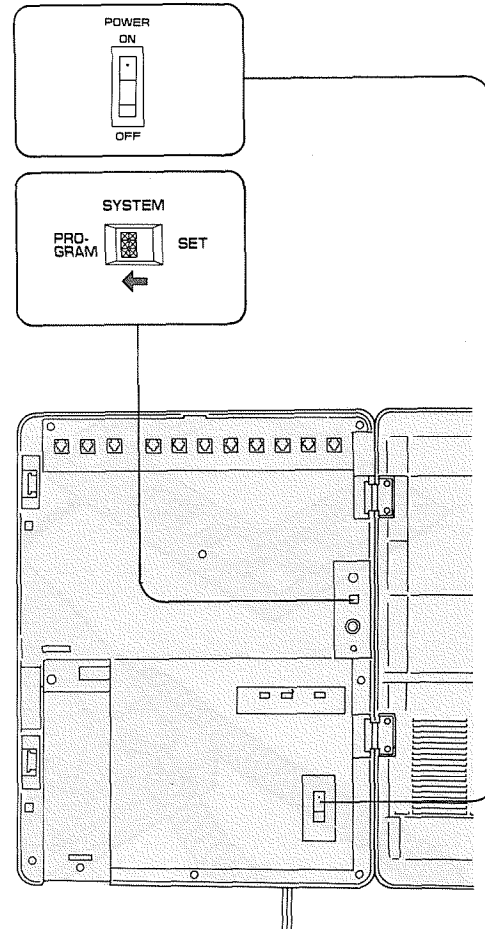 POWER
ON
OFF
SYSTEM
PRO-
GRAM
SET